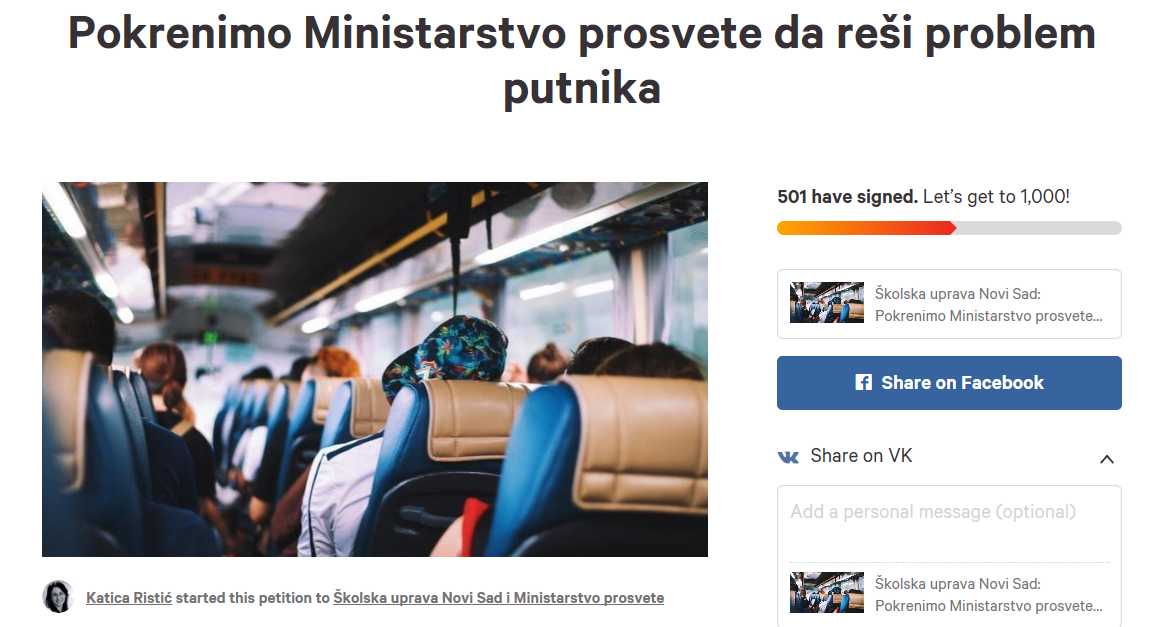 Pokrenimo Ministarstvo prosvete da reši problem
putnika
501 have signed. Let's get to 1,000!
Školska uprava Novi Sad:
Pokrenimo Ministarstvo prosvete...
Share on Facebook
Share on VK
Add a personal message (optional)
Školska uprava Novi Sad:
Pokrenimo Ministarstvo prosvete...
Katica Ristić started this petition to Školska uprava Novi Sad i Ministarstvo prosvete